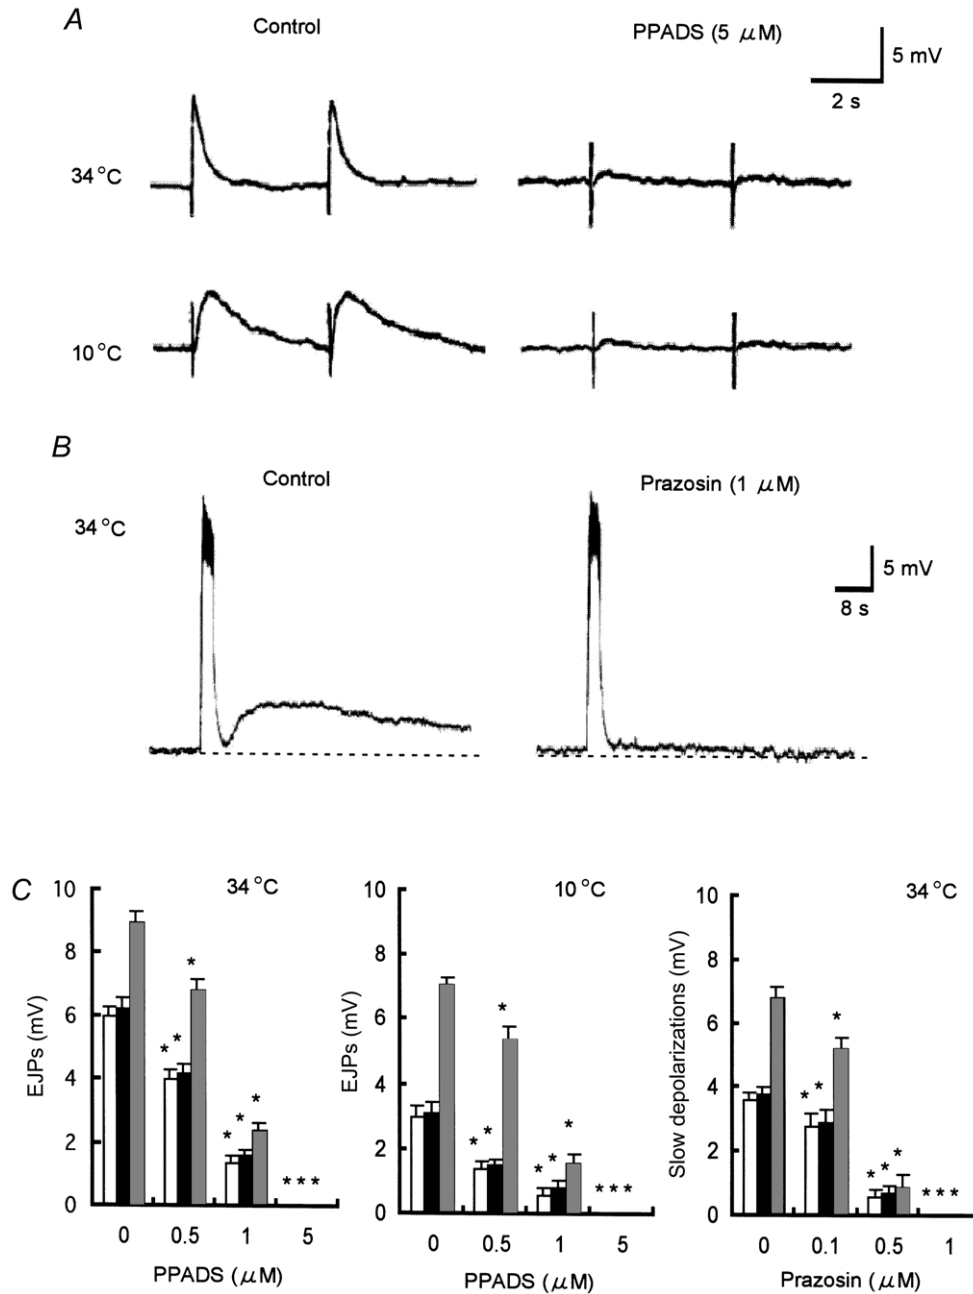 A
Control
PPADS (5 μM)
5 mV
2 s
34 °C
10 °C
B
Control
Prazosin (1 μM)
34 °C
5 mV
8 s
C
34 °C
10
8
6
4
2
0
EJPs (mV)
* * *
* * *
* * *
0 0.5 1 5
PPADS (μM)
10 °C
10
8
6
4
2
0
EJPs (mV)
* * *
* * *
* * *
0 0.5 1 5
PPADS (μM)
34 °C
10
8
6
4
2
0
Slow depolarizations (mV)
* * *
* * *
* * *
0 0.1 0.5 1
Prazosin (μM)